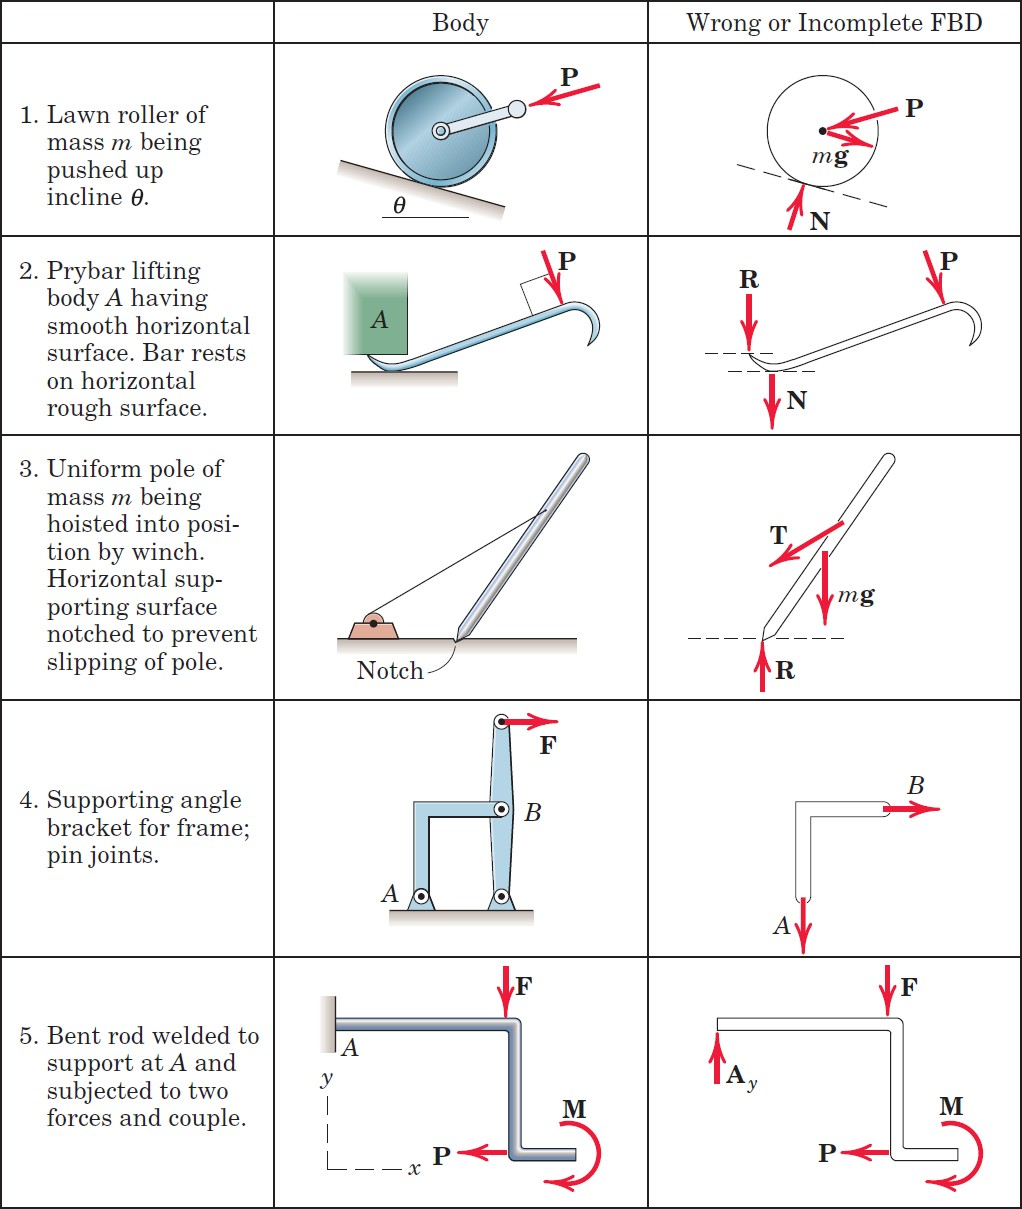 Body
Wrong or Incomplete FBD
1. Lawn roller of
mass m being
pushed up
incline θ.
P
θ
P
mg
N
2. Prybar lifting
body A having
smooth horizontal
surface. Bar rests
on horizontal
rough surface.
P
A
P
R
N
3. Uniform pole of
mass m being
hoisted into posi-
tion by winch.
Horizontal sup-
porting surface
notched to prevent
slipping of pole.
Notch
T
mg
R
4. Supporting angle
bracket for frame;
pin joints.
F
B
A
B
A
5. Bent rod welded to
support at A and
subjected to two
forces and couple.
F
A
y
M
P
x
F
Ay
M
P